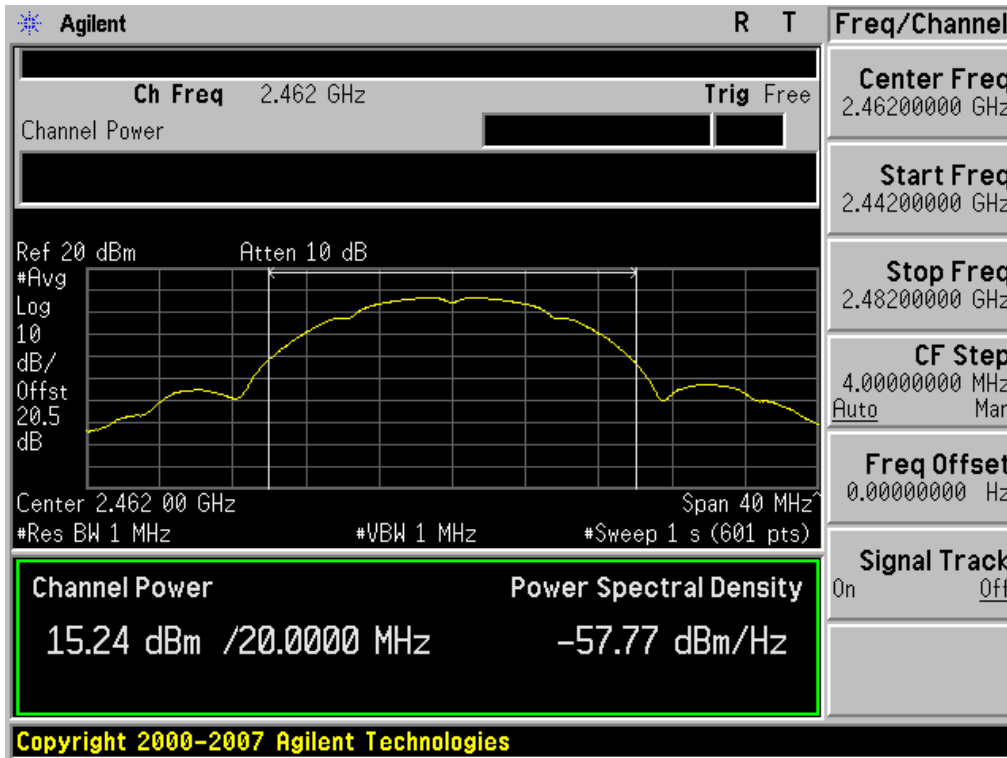 Agilent R T
Freq/Channel
Ch Freq 2.462 GHz Trig Free
Channel Power
Center Freq
2.46200000 GHz
Start Freq
2.44200000 GHz
Stop Freq
2.48200000 GHz
CF Step
4.00000000 MHz
Auto Man
Freq Offset
0.00000000 Hz
Signal Track
On Off
Ref 20 dBm Atten 10 dB
#Avg
Log
10
dB/
Offst
20.5
dB
Center 2.462 00 GHz Span 40 MHz^
#Res BW 1 MHz #VBW 1 MHz #Sweep 1 s (601 pts)
Channel Power Power Spectral Density
15.24 dBm /20.0000 MHz -57.77 dBm/Hz
Copyright 2000-2007 Agilent Technologies